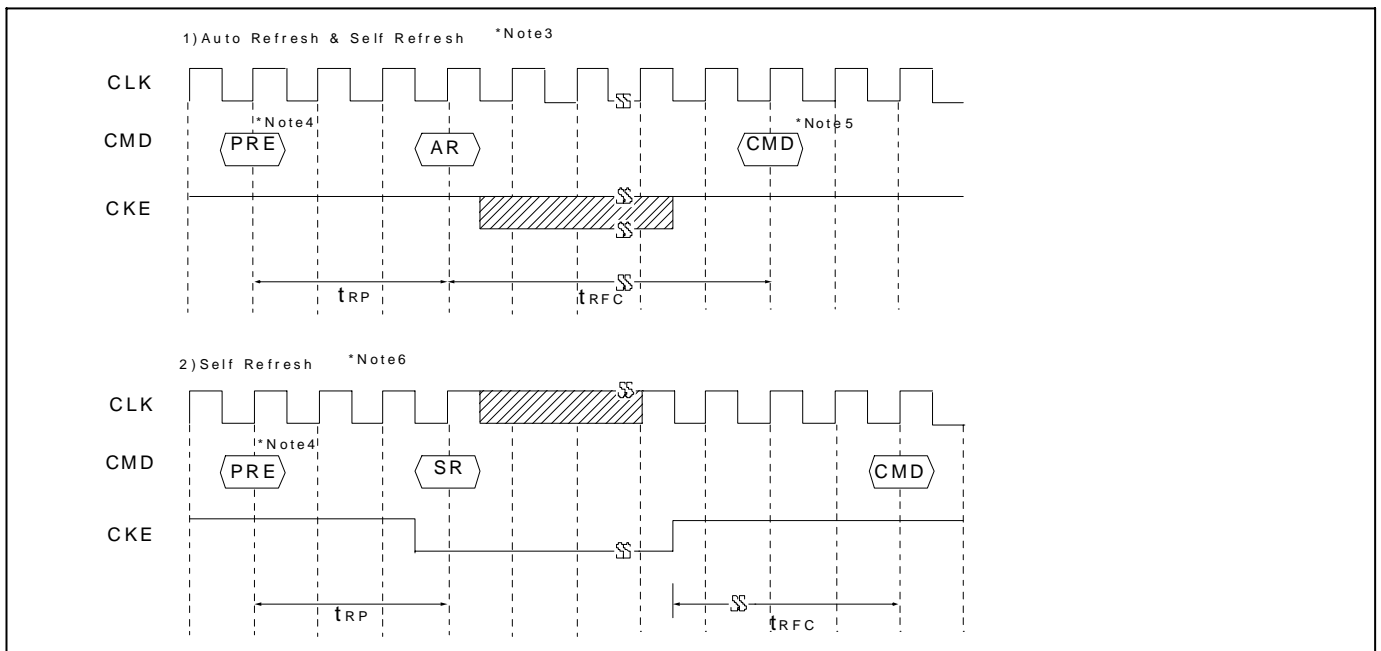 1)Auto Refresh & Self Refresh *Note3
CLK
*Note4 *Note5
CMD PRE AR CMD
CKE
tRP tRFC
2)Self Refresh *Note6
CLK
*Note4
CMD PRE SR CMD
CKE
tRP tRFC